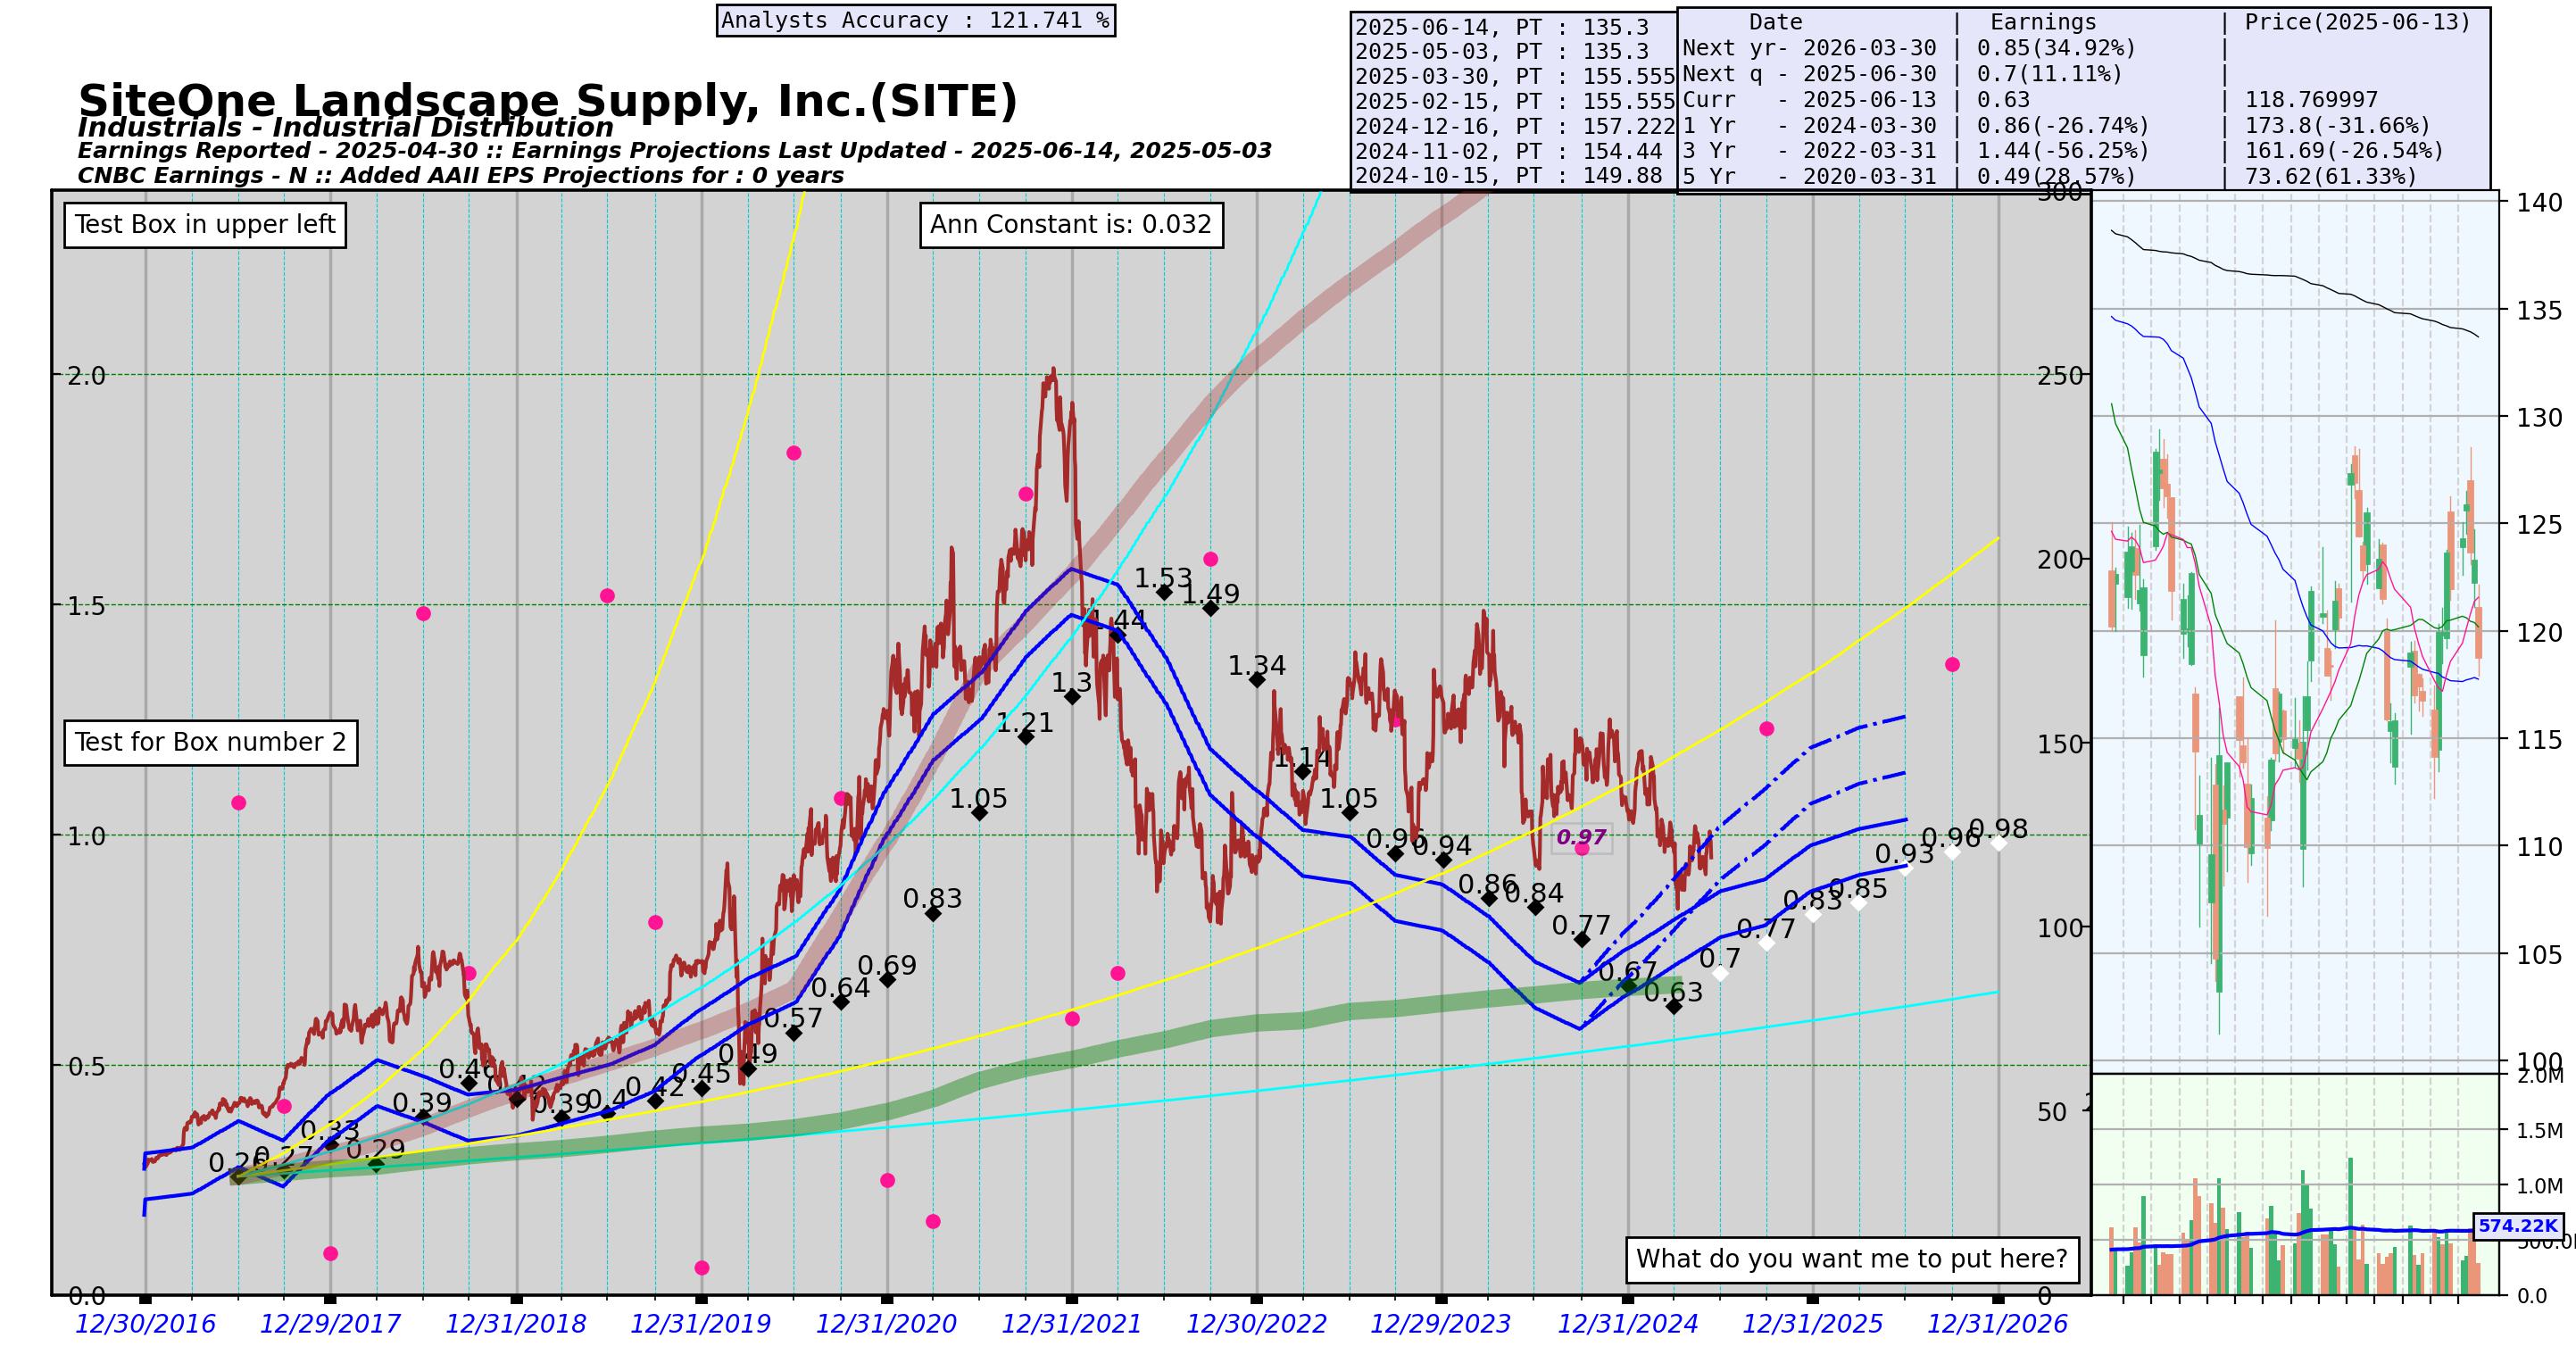 Analysts Accuracy : 121.741 %
2025-06-14, PT : 135.3
2025-05-03, PT : 135.3
2025-03-30, PT : 155.555
2025-02-15, PT : 155.555
2024-12-16, PT : 157.222
2024-11-02, PT : 154.44
2024-10-15, PT : 149.88
Date | Earnings | Price(2025-06-13)
Next yr- 2026-03-30 | 0.85(34.92%) |
Next q - 2025-06-30 | 0.7(11.11%) |
Curr - 2025-06-13 | 0.63 | 118.769997
1 Yr - 2024-03-30 | 0.86(-26.74%) | 173.8(-31.66%)
3 Yr - 2022-03-31 | 1.44(-56.25%) | 161.69(-26.54%)
5 Yr - 2020-03-31 | 0.49(28.57%) | 73.62(61.33%)
SiteOne Landscape Supply, Inc.(SITE)
Industrials - Industrial Distribution
Earnings Reported - 2025-04-30 :: Earnings Projections Last Updated - 2025-06-14, 2025-05-03
CNBC Earnings - N :: Added AAII EPS Projections for : 0 years
Test Box in upper left
Ann Constant is: 0.032
Test for Box number 2
What do you want me to put here?
2.0
1.5
1.0
0.5
0.0
300
250
200
150
100
50
0
0.26
0.27
0.33
0.29
0.39
0.46
0.42
0.39
0.4
0.42
0.45
0.49
0.57
0.64
0.69
0.83
1.05
1.21
1.3
1.44
1.53
1.49
1.34
1.14
1.05
0.96
0.94
0.86
0.84
0.77
0.97
0.67
0.63
0.7
0.77
0.83
0.85
0.93
0.96
0.98
12/30/2016
12/29/2017
12/31/2018
12/31/2019
12/31/2020
12/31/2021
12/30/2022
12/29/2023
12/31/2024
12/31/2025
12/31/2026
140
135
130
125
120
115
110
105
100
2.0M
1.5M
1.0M
574.22K
0.0